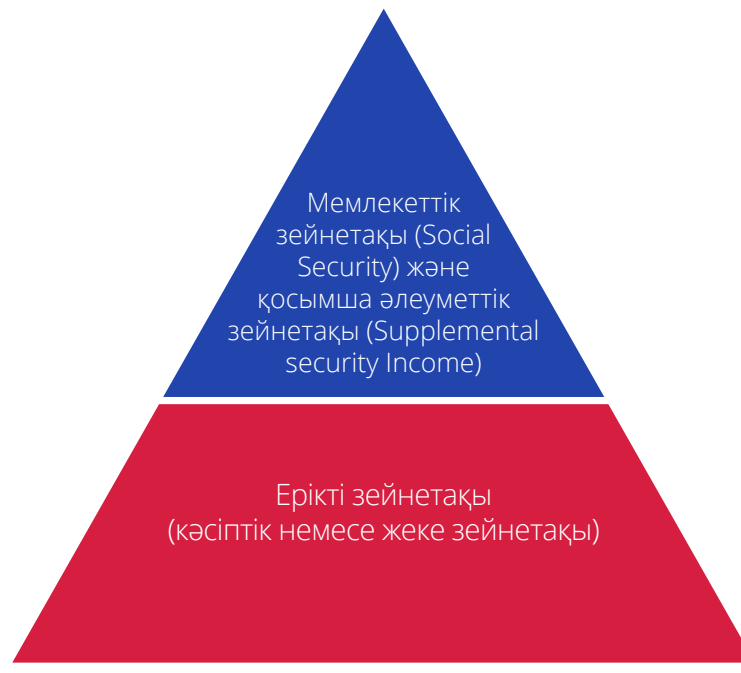 Мемлекеттік
зейнетақы (Social
Security) және
қосымша әлеуметтік
зейнетақы (Supplemental
security Income)
Ерікті зейнетақы
(кәсіптік немесе жеке зейнетақы)